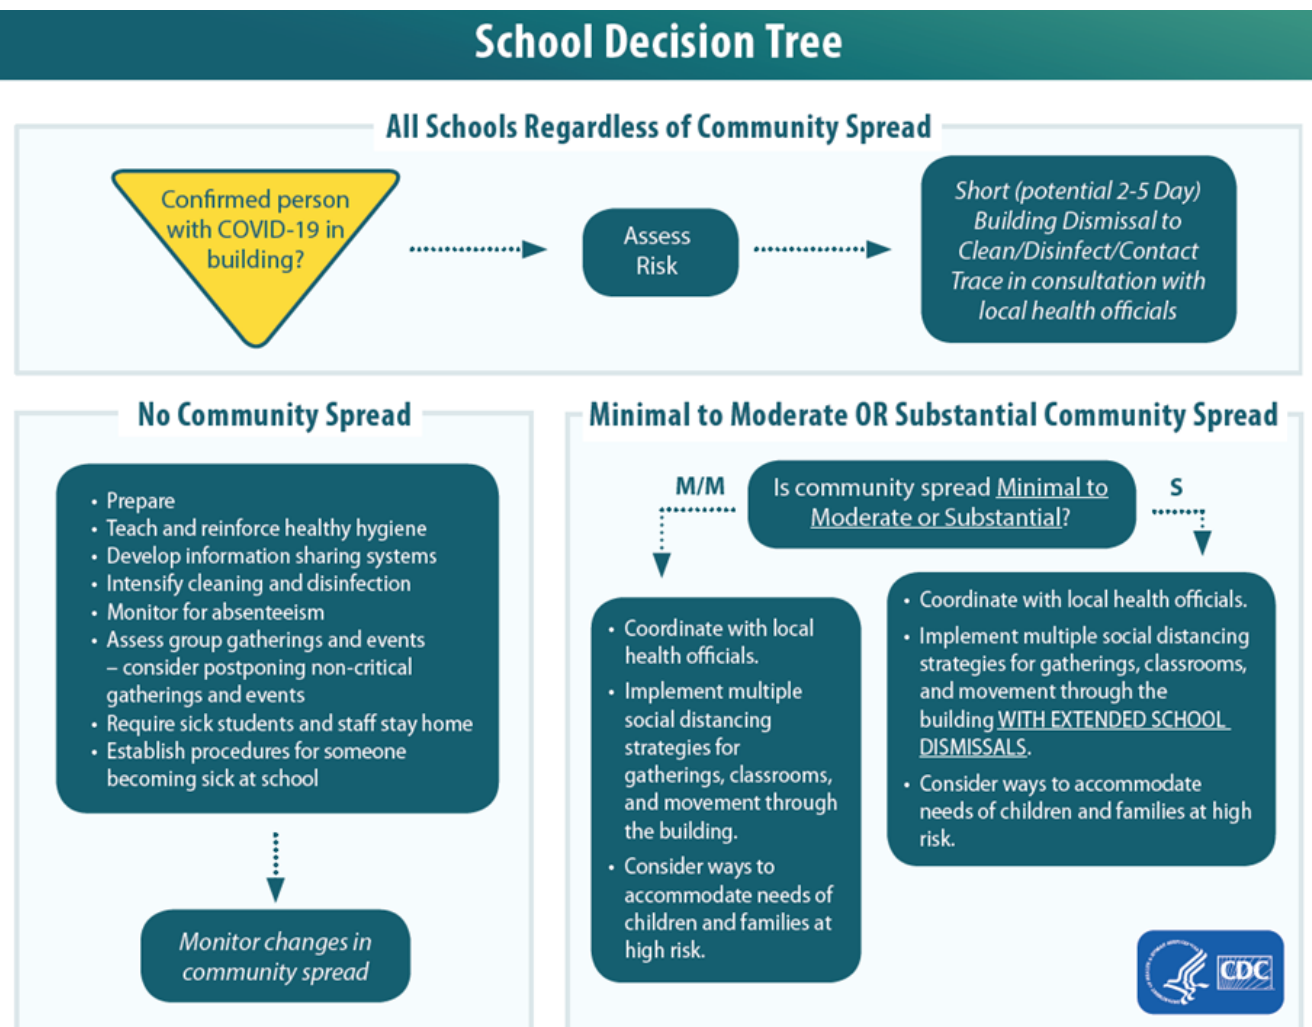 School Decision Tree
All Schools Regardless of Community Spread
Confirmed person
with COVID-19 in
building?
Assess
Risk
Short (potential 2-5 Day)
Building Dismissal to
Clean/Disinfect/Contact
Trace in consultation with
local health officials
No Community Spread
• Prepare
• Teach and reinforce healthy hygiene
• Develop information sharing systems
• Intensify cleaning and disinfection
• Monitor for absenteeism
• Assess group gatherings and events
– consider postponing non-critical
gatherings and events
• Require sick students and staff stay home
• Establish procedures for someone
becoming sick at school
Monitor changes in
community spread
Minimal to Moderate OR Substantial Community Spread
Is community spread Minimal to
Moderate or Substantial?
M/M
• Coordinate with local
health officials.
• Implement multiple
social distancing
strategies for
gatherings, classrooms,
and movement through
the building.
• Consider ways to
accommodate needs of
children and families at
high risk.
S
• Coordinate with local health officials.
• Implement multiple social distancing
strategies for gatherings, classrooms,
and movement through the
building WITH EXTENDED SCHOOL
DISMISSALS.
• Consider ways to accommodate
needs of children and families at high
risk.
CDC